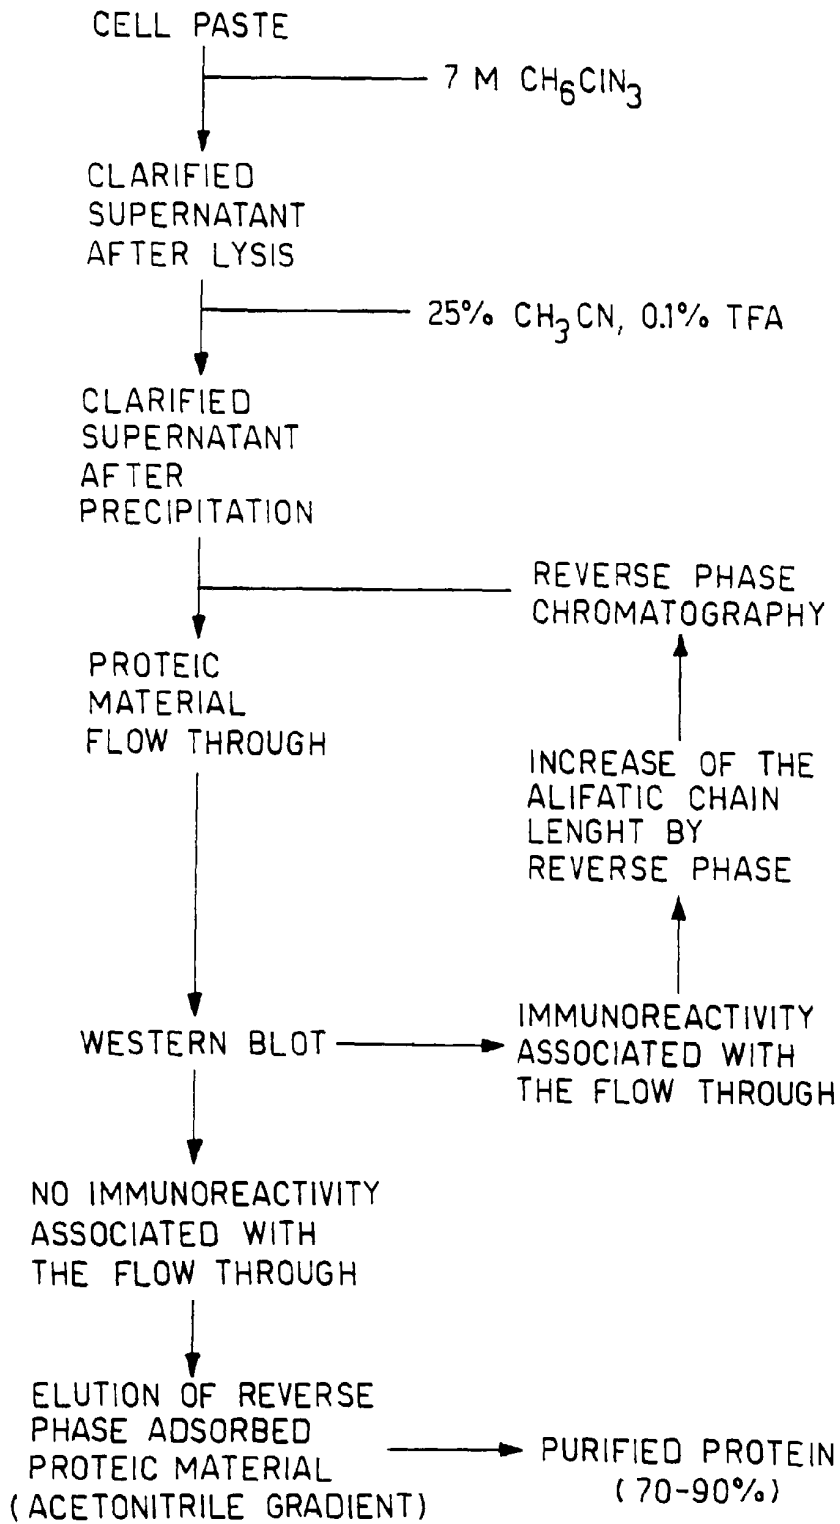 CELL PASTE
7 M CH₆ClN₃
CLARIFIED
SUPERNATANT
AFTER LYSIS
25% CH₃CN, 0.1% TFA
CLARIFIED
SUPERNATANT
AFTER
PRECIPITATION
REVERSE PHASE
CHROMATOGRAPHY
PROTEIC
MATERIAL
FLOW THROUGH
INCREASE OF THE
ALIFATIC CHAIN
LENGHT BY
REVERSE PHASE
WESTERN BLOT
IMMUNOREACTIVITY
ASSOCIATED WITH
THE FLOW THROUGH
NO IMMUNOREACTIVITY
ASSOCIATED WITH
THE FLOW THROUGH
ELUTION OF REVERSE
PHASE ADSORBED
PROTEIC MATERIAL
(ACETONITRILE GRADIENT)
PURIFIED PROTEIN
(70-90%)